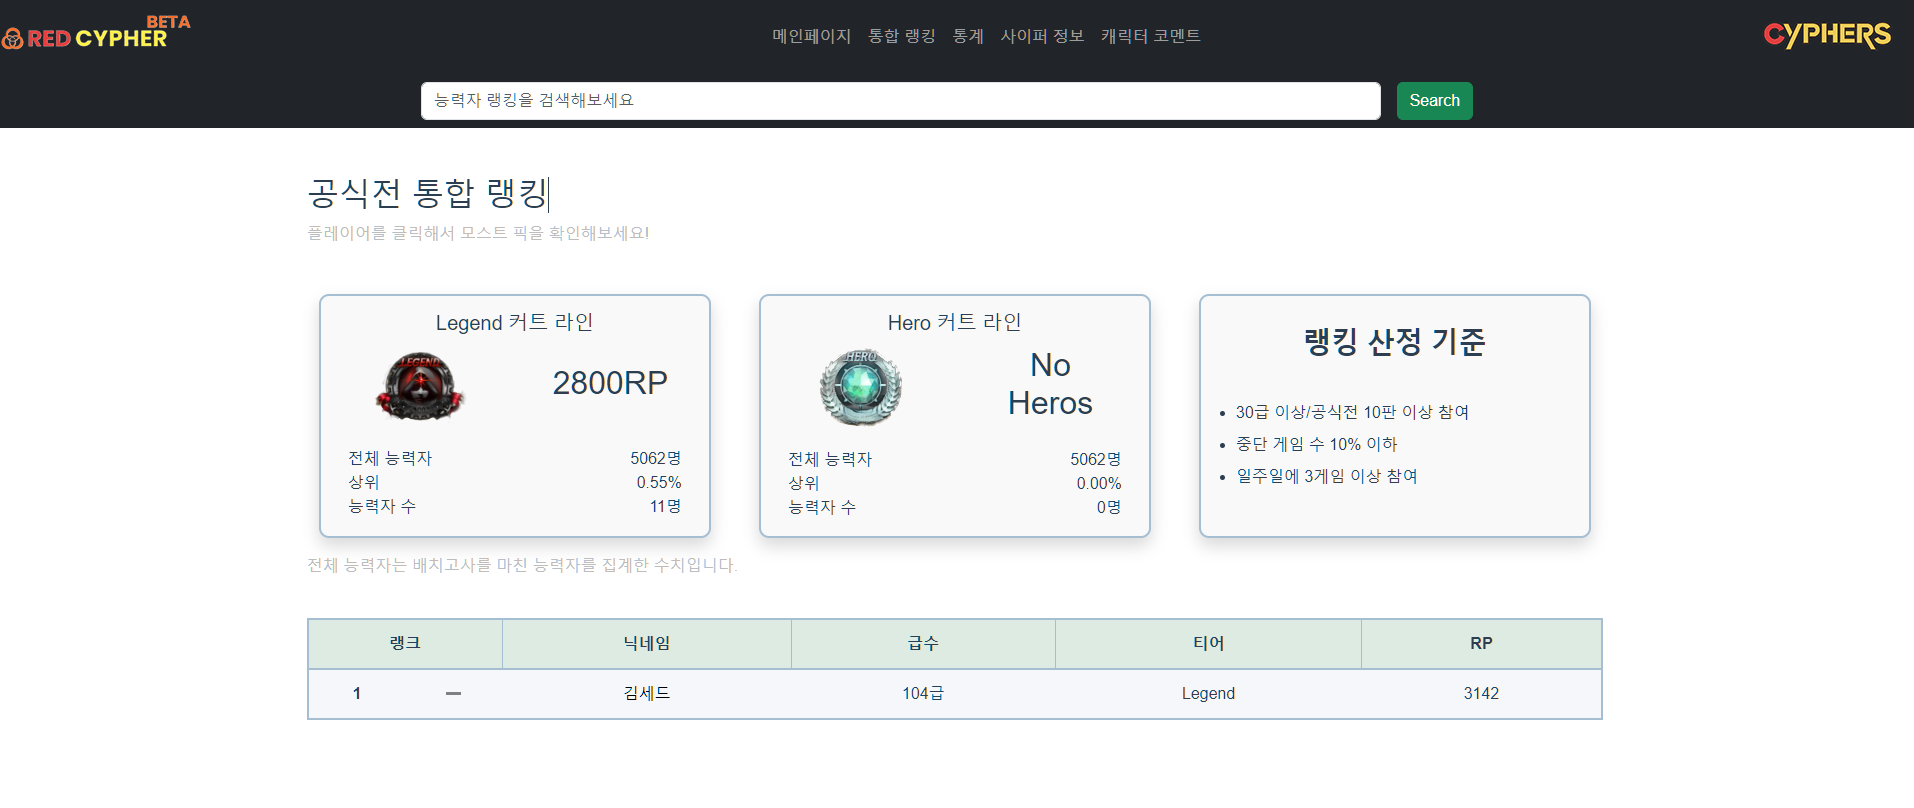 BETA
RED CYPHER
메인페이지 통합 랭킹 통계 사이퍼 정보 캐릭터 코멘트
CYPHERS
능력자 랭킹을 검색해보세요
Search
공식전 통합 랭킹
플레이어를 클릭해서 모스트 픽을 확인해보세요!
Legend 커트 라인
LEGEND
2800RP
전체 능력자 5062명
상위 0.55%
능력자 수 11명
Hero 커트 라인
HERO
No
Heros
전체 능력자 5062명
상위 0.00%
능력자 수 0명
랭킹 산정 기준
• 30급 이상/공식전 10판 이상 참여
• 중단 게임 수 10% 이하
• 일주일에 3게임 이상 참여
전체 능력자는 배치고사를 마친 능력자를 집계한 수치입니다.
랭크 닉네임 급수 티어 RP
1 김세드 104급 Legend 3142